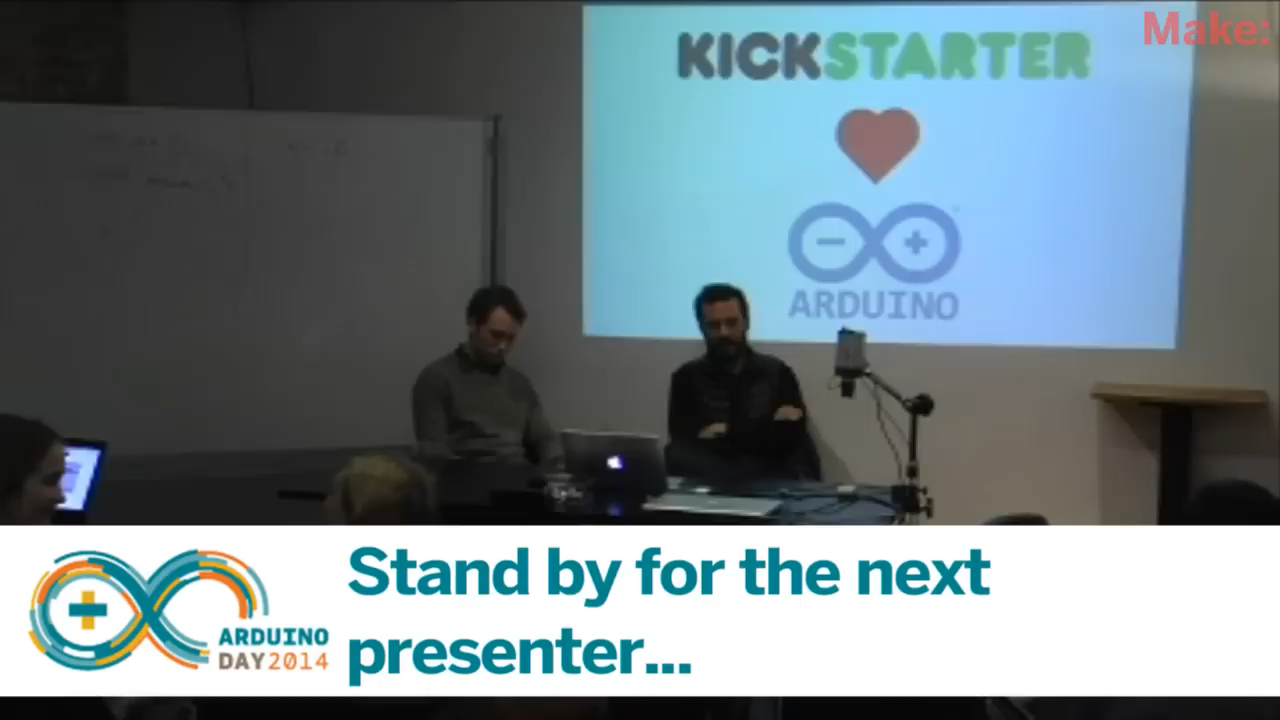 Make:
KICKSTARTER
ARDUINO
Stand by for the next
presenter...
ARDUINO
DAY2014